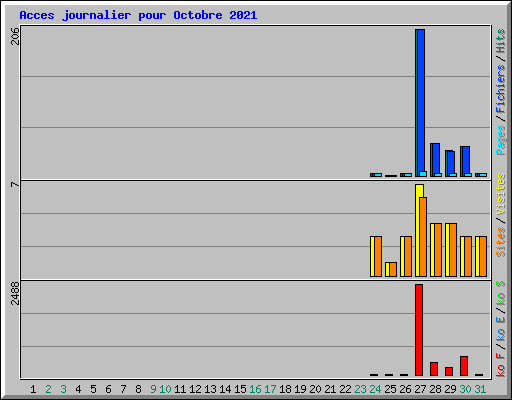 Acces journalier pour Octobre 2021
206
7
2488
Pages/Fichiers/Hits
Sites/Visites
ko F/ko E/ko S
1 2 3 4 5 6 7 8 9 10 11 12 13 14 15 16 17 18 19 20 21 22 23 24 25 26 27 28 29 30 31